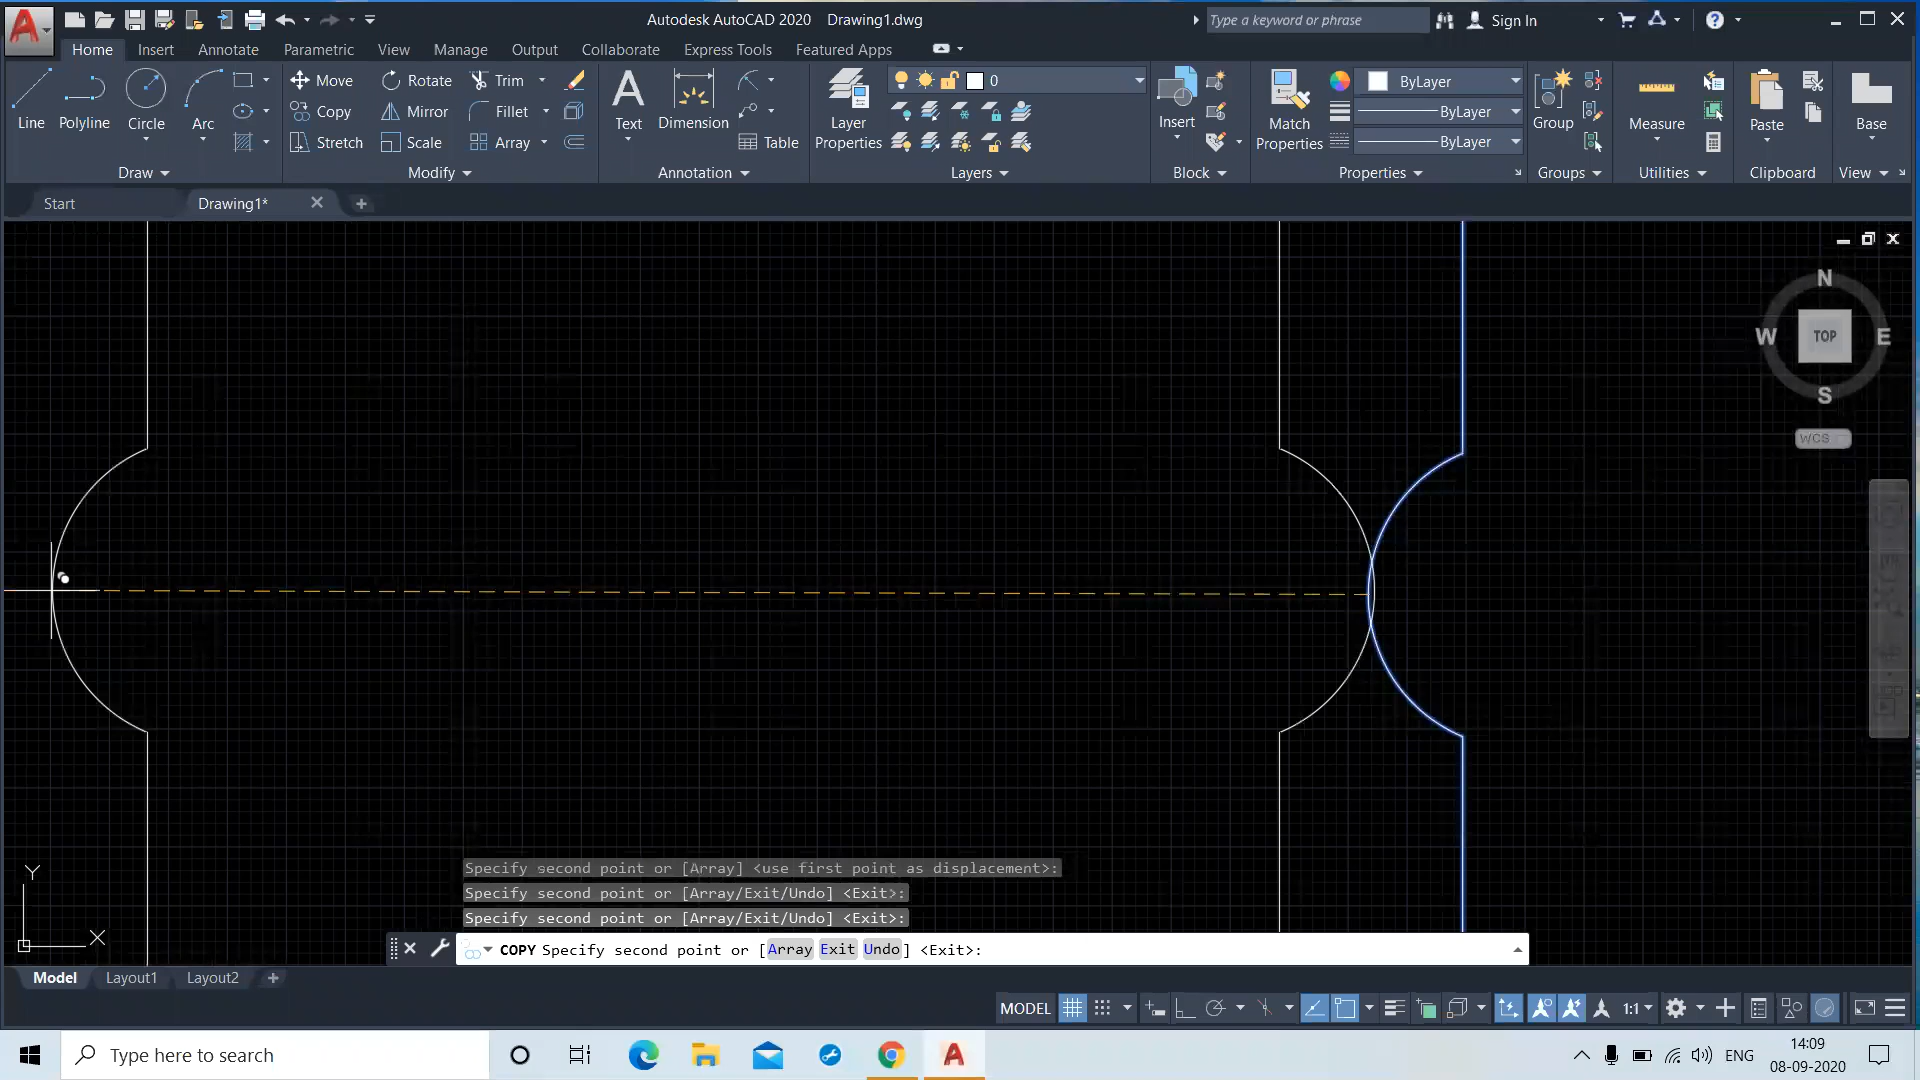 Autodesk AutoCAD 2020 Drawing1.dwg
Type a keyword or phrase
Sign In
Home Insert Annotate Parametric View Manage Output Collaborate Express Tools Featured Apps
Line Polyline Circle Arc
Move Rotate Trim
Copy Mirror Fillet
Stretch Scale Array
Text Dimension Table
Layer Properties
0
Insert
Match Properties
ByLayer
ByLayer
ByLayer
Group
Measure
Paste
Base
Draw Modify Annotation Layers Block Properties Groups Utilities Clipboard View
Start Drawing1*
N
W TOP E
S
WCS
Y
X
Specify second point or [Array] <use first point as displacement>:
Specify second point or [Array/Exit/Undo] <Exit>:
Specify second point or [Array/Exit/Undo] <Exit>:
COPY Specify second point or [Array Exit Undo] <Exit>:
Model Layout1 Layout2
MODEL 1:1
Type here to search
ENG
14:09
08-09-2020